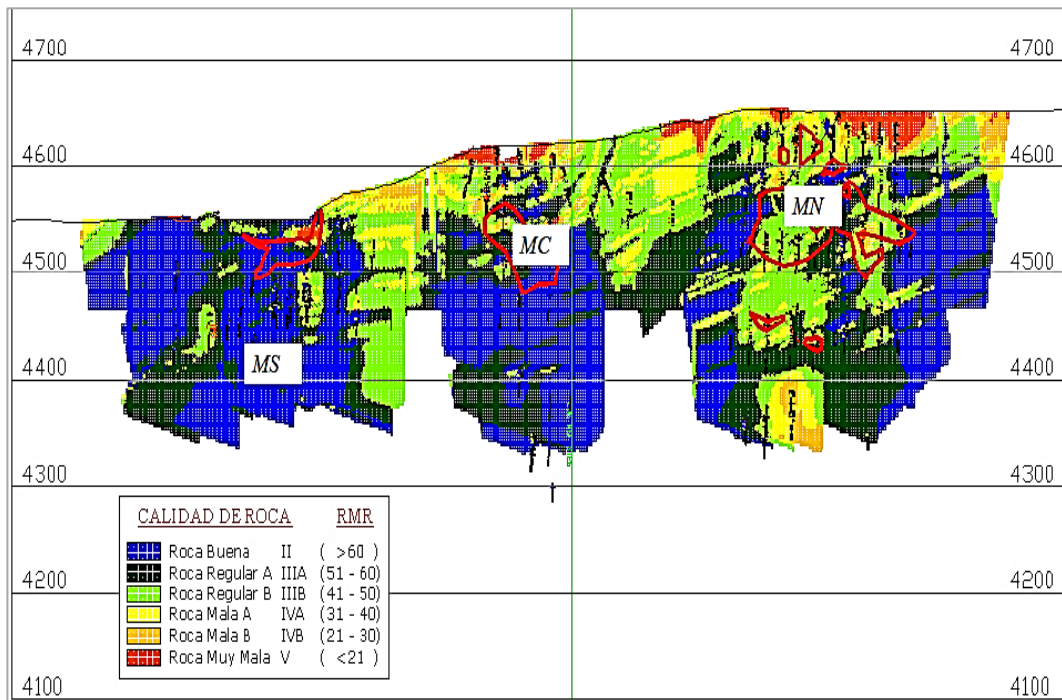 4700 4700
4600 4600
MN
MC
4500 4500
MS
4400 4400
4300 4300
CALIDAD DE ROCA RMR
Roca Buena II ( >60 )
Roca Regular A IIIA (51 - 60)
Roca Regular B IIIB (41 - 50)
Roca Mala A IVA (31 - 40)
Roca Mala B IVB (21 - 30)
Roca Muy Mala V ( <21 )
4200 4200
4100 4100